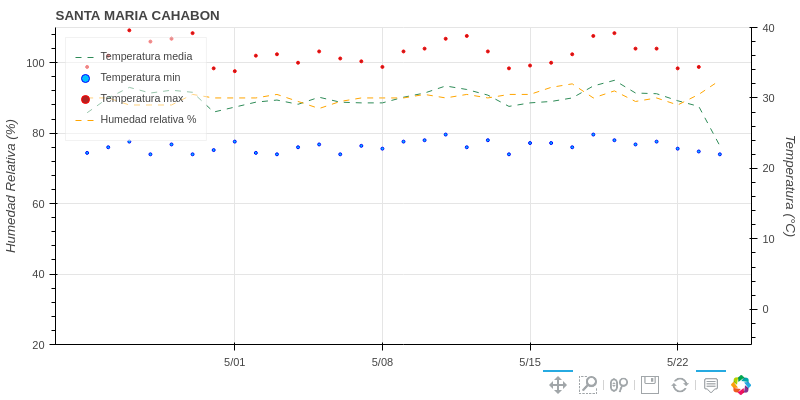 SANTA MARIA CAHABON
Temperatura media
Temperatura min
Temperatura max
Humedad relativa %
Humedad Relativa (%)
100
80
60
40
20
Temperatura (°C)
40
30
20
10
0
5/01
5/08
5/15
5/22